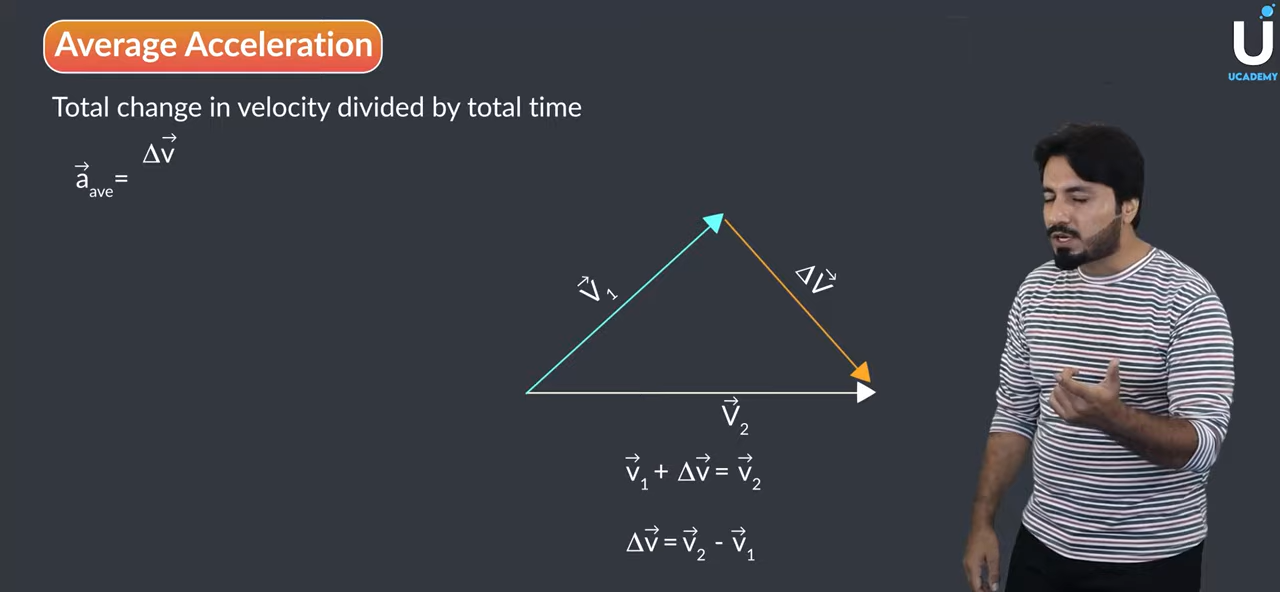 Average Acceleration
U
UCADEMY
Total change in velocity divided by total time
Δv⃗
a⃗ₐᵥₑ =
V⃗₁
ΔV⃗
V⃗₂
v⃗₁ + Δv⃗ = v⃗₂
Δv⃗ = v⃗₂ - v⃗₁